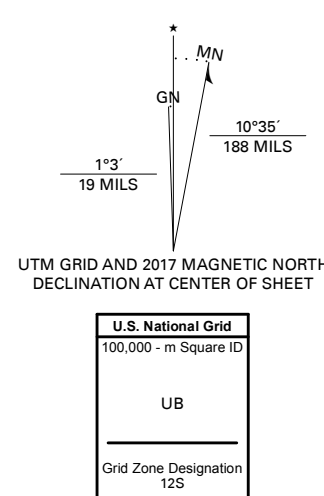 ★
MN
GN
10°35´
188 MILS
1°3´
19 MILS
UTM GRID AND 2017 MAGNETIC NORTH
DECLINATION AT CENTER OF SHEET
U.S. National Grid
100,000 - m Square ID
UB
Grid Zone Designation
12S